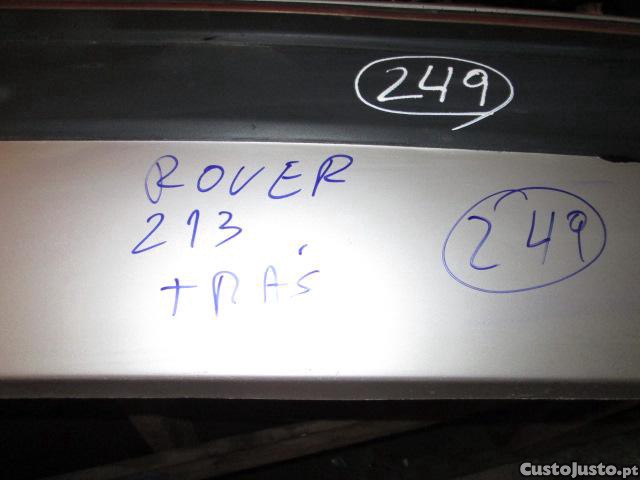 249
ROVER
213
TRÁS
249
CustoJusto.pt